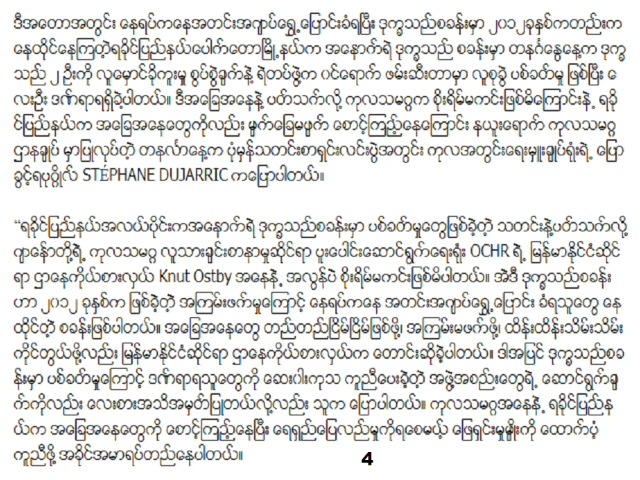 ဒီအတောအတွင်း နေရပ်ကနေအတင်းအဂျပ်ရွှေ့ပြောင်းခံရပြီး ဒုက္ခသည်စခန်းမှာ ၂၀၁၂ခုနှစ်ကတည်းက
နေထိုင်နေကြတဲ့ရခိုင်ပြည်နယ်ပေါက်တောမြို့နယ်က အနောက်ရဲ ဒုက္ခသည် စခန်းမှာ တနင်္ဂနွေနေ့က ဒုက္ခ
သည် ၂ ဦးကို လူမှောင်ခိုကူးမှု စွပ်စွဲချက်နဲ့ ရဲတပ်ဖွဲ့က ပင်ရောက် ဖမ်းဆီးတာမှာ လူစုခွဲ ပစ်ခတ်မှု ဖြစ်ပြီး လေ
းဦး ဒဏ်ရာရရှိခဲ့ပါတယ်။ ဒီအခြေအနေနဲ့ ပတ်သက်လို့ ကုလသမဂ္ဂက စိုးရိမ်မကင်းဖြစ်မိကြောင်းနဲ့ ရခို
င်ပြည်နယ်က အခြေအနေတွေကိုလည်း မှက်ခြေမပျက် စောင့်ကြည့်နေကြောင်း နယူးရောက် ကုလသမဂ္ဂ
ဌာနချုပ် မှာပြုလုပ်တဲ့ တနင်္လာနေ့က ပုံမှန်သတင်းစာရှင်းလင်းပွဲအတွင်း ကုလအတွင်းရေးမှူးချုပ်ရုံးရဲ့ ပြော
ခွင့်ရပုဂ္ဂိုလ် STÉPHANE DUJARRIC ကပြောပါတယ်။
“ရခိုင်ပြည်နယ်အလယ်ပိုင်းကအနောက်ရဲ ဒုက္ခသည်စခန်းမှာ ပစ်ခတ်မှုတွေဖြစ်ခဲ့တဲ့ သတင်းနဲ့ပတ်သက်လို့
ကျနော်တို့ရဲ့ ကုလသမဂ္ဂ လူသားချင်းစာနာမှုဆိုင်ရာ ပူးပေါင်းဆောင်ရွက်ရေးရုံး OCHR ရဲ့ မြန်မာနိုင်ငံဆိုင်
ရာ ဌာနေကိုယ်စားလှယ် Knut Ostby အနေနဲ့ အလွန်ပဲ စိုးရိမ်မကင်းဖြစ်မိပါတယ်။ အဲဒီ ဒုက္ခသည်စခန်း
ဟာ ၂၀၁၂ ခုနှစ်က ဖြစ်ခဲ့တဲ့ အကြမ်းဖက်မှုကြောင့် နေရပ်ကနေ အတင်းအဂျပ်ရွှေ့ပြောင်း ခံရသူတွေ နေ
ထိုင်တဲ့ စခန်းဖြစ်ပါတယ်။ အခြေအနေတွေ တည်တည်ငြိမ်ငြိမ်ဖြစ်ဖို့၊ အကြမ်းမဖက်ဖို့၊ ထိန်းထိန်းသိမ်းသိမ်း
ကိုင်တွယ်ဖို့လည်း မြန်မာနိုင်ငံဆိုင်ရာ ဌာနေကိုယ်စားလှယ်က တောင်းဆိုခဲ့ပါတယ်။ ဒါ့အပြင် ဒုက္ခသည်စခ
န်းမှာ ပစ်ခတ်မှုကြောင့် ဒဏ်ရာရသူတွေကို ဆေးပါးကုသ ကူညီပေးခဲ့တဲ့ အဖွဲ့အစည်းတွေရဲ့ ဆောင်ရွက်ချ
က်ကိုလည်း လေးစားအသိအမှတ်ပြုတယ်လို့လည်း သူက ပြောပါတယ်။ ကုလသမဂ္ဂအနေနဲ့ ရခိုင်ပြည်န
ယ်က အခြေအနေတွေကို စောင့်ကြည့်နေပြီး ရေရှည်ပြေလည်မှုကိုရစေမယ့် ဖြေရှင်းမှုမျိုးကို ထောက်ပံ့
ကူညီဖို့ အခိုင်အမာရပ်တည်နေပါတယ်။
4